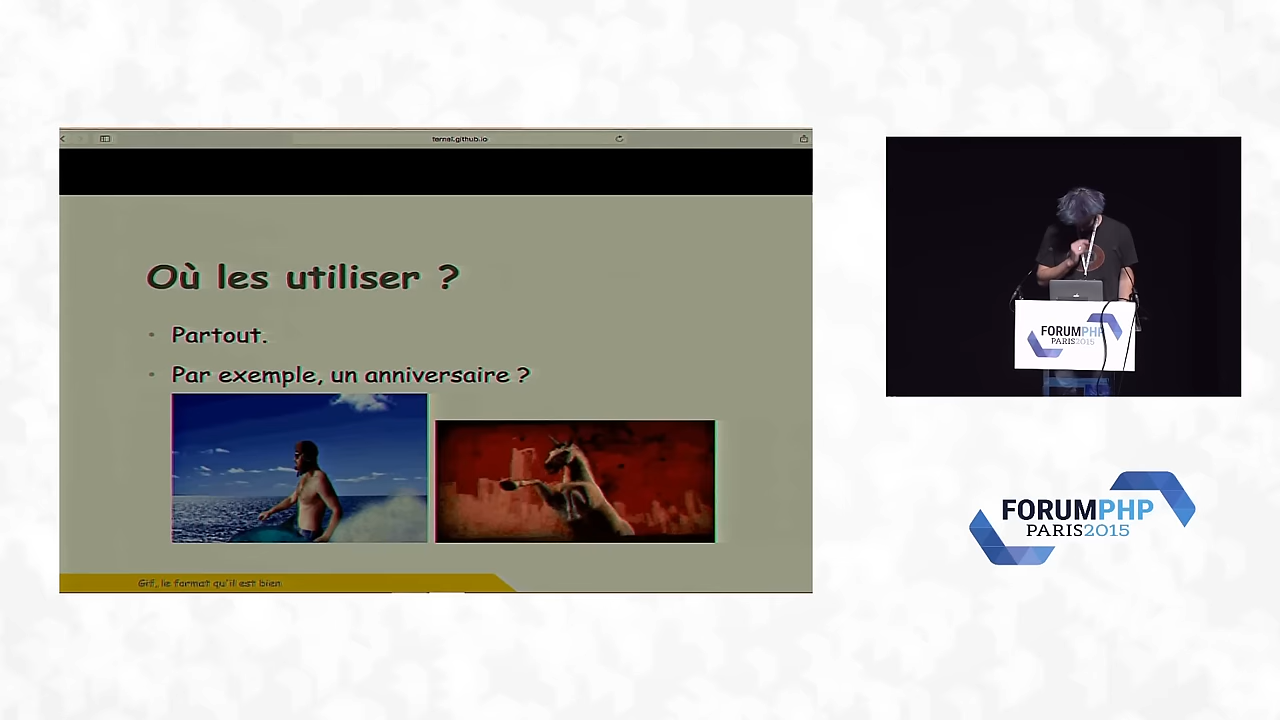 ternel.github.io
Où les utiliser ?
• Partout.
• Par exemple, un anniversaire ?
Gif, le format qu'il est bien.
FORUMPHP
PARIS2015
FORUMPHP
PARIS2015